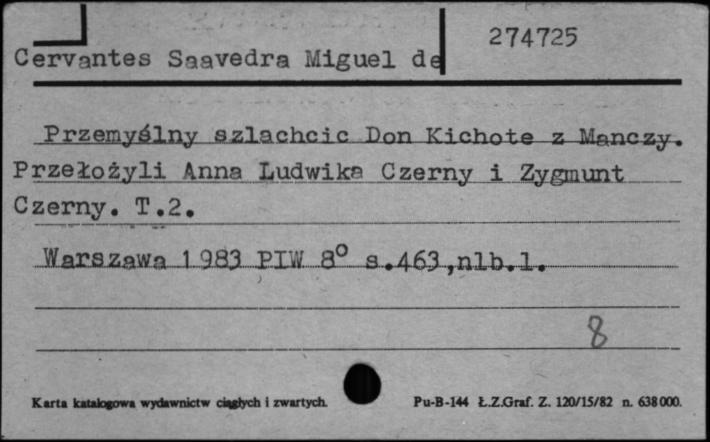 274725
Cervantes Saavedra Miguel de
Przemyślny szlachcic Don Kichote z Manczy.
Przełożyli Anna Ludwika Czerny i Zygmunt
Czerny. T.2.
Warszawa 1983 PIW 8° s.463,nlb.1.
8
Karta katalogowa wydawnictw ciągłych i zwartych. Pu-B-144 Ł.Z.Graf. Z. 120/15/82 n. 638000.